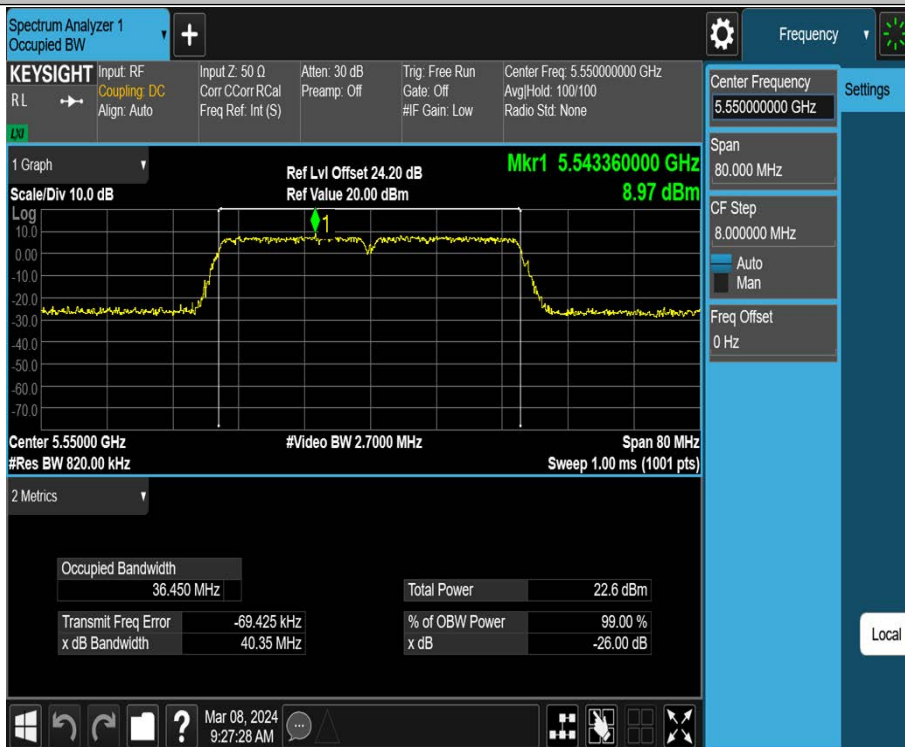 Spectrum Analyzer 1
Occupied BW
+
Frequency
KEYSIGHT
RL
LXI
Input: RF
Coupling: DC
Align: Auto
Input Z: 50 Ω
Corr CCorr RCal
Freq Ref: Int (S)
Atten: 30 dB
Preamp: Off
Trig: Free Run
Gate: Off
#IF Gain: Low
Center Freq: 5.550000000 GHz
Avg|Hold: 100/100
Radio Std: None
Center Frequency
5.550000000 GHz
Settings
Span
80.000 MHz
CF Step
8.000000 MHz
Auto
Man
Freq Offset
0 Hz
Local
1 Graph
Scale/Div 10.0 dB
Ref Lvl Offset 24.20 dB
Ref Value 20.00 dBm
Mkr1 5.543360000 GHz
8.97 dBm
Log
10.0
0.00
-10.0
-20.0
-30.0
-40.0
-50.0
-60.0
-70.0
1
Center 5.55000 GHz
#Video BW 2.7000 MHz
Span 80 MHz
#Res BW 820.00 kHz
Sweep 1.00 ms (1001 pts)
2 Metrics
Occupied Bandwidth
36.450 MHz
Total Power 22.6 dBm
Transmit Freq Error -69.425 kHz
% of OBW Power 99.00 %
x dB Bandwidth 40.35 MHz
x dB -26.00 dB
?
Mar 08, 2024
9:27:28 AM